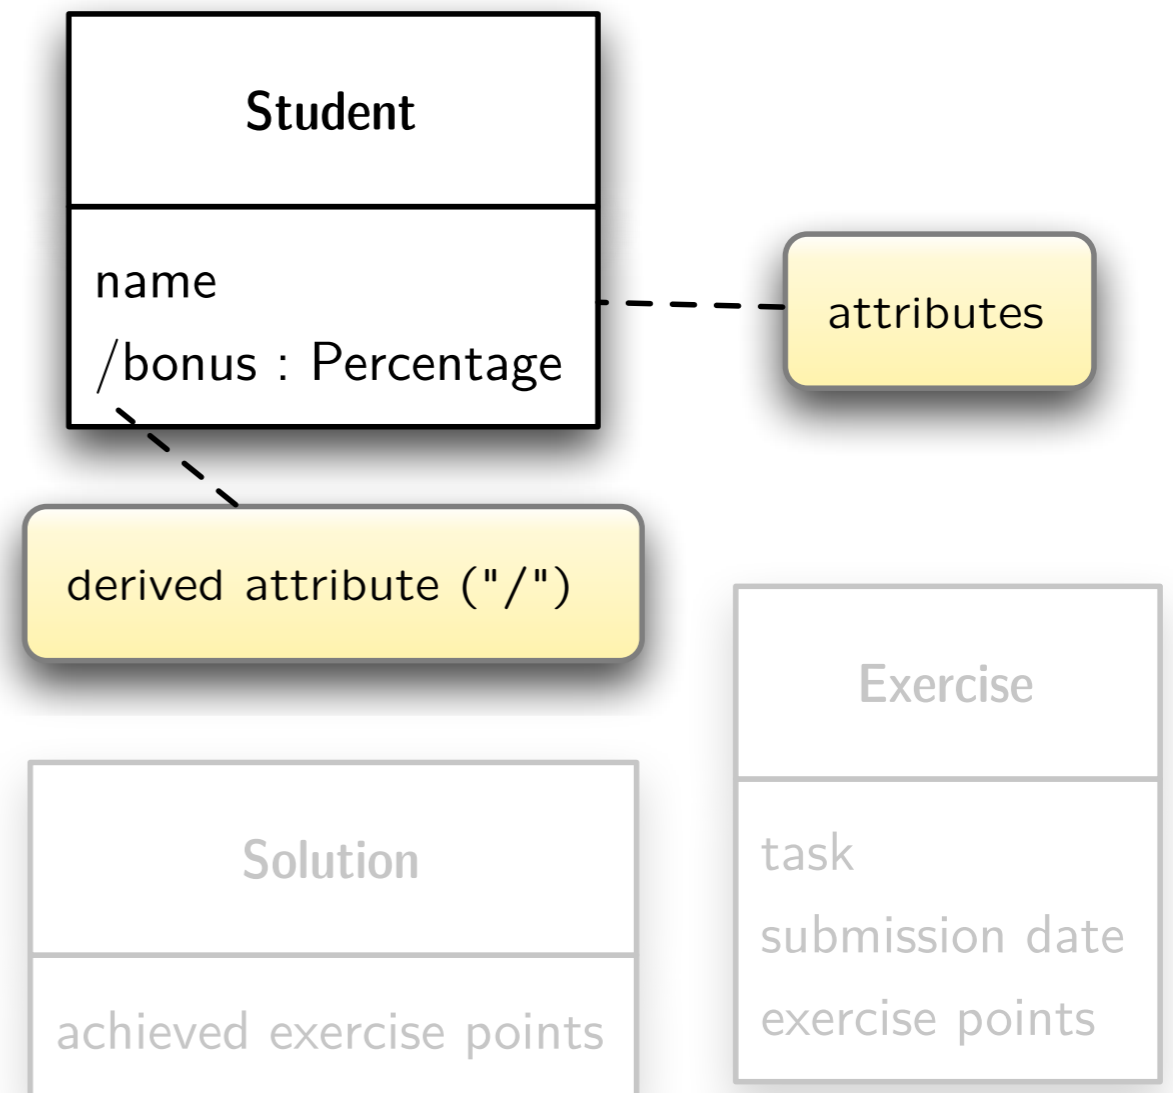 Student
name
/bonus : Percentage
attributes
derived attribute ("/")
Exercise
task
submission date
exercise points
Solution
achieved exercise points